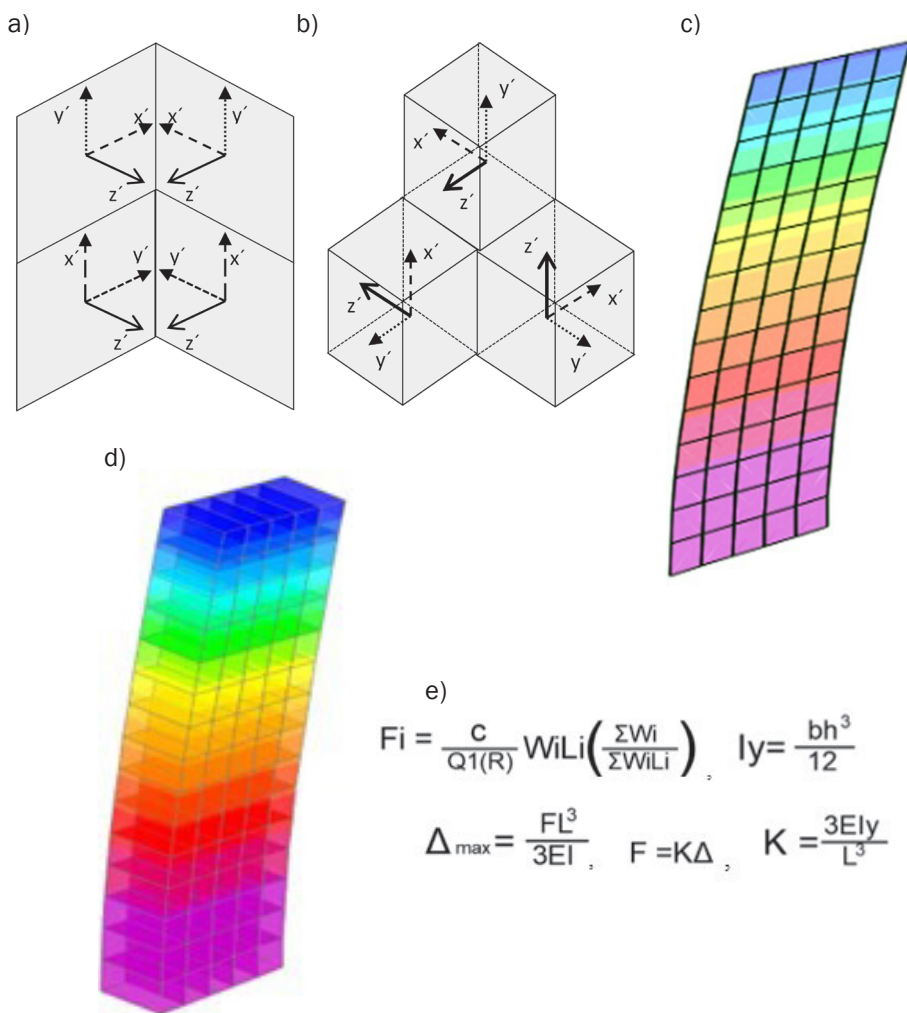 a)
b)
c)
y´ x´ x´ y´
z´ z´
x´ y´ y´ x´
z´ z´
y´
x´
z´
x´
z´
y´
z´
x´
y´
d)
e)
Fi = c/Q1(R) WiLi(ΣWi/ΣWiLi) , Iy= bh³/12
Δmax= FL³/3EI , F =KΔ , K = 3EIy/L³